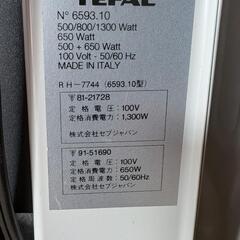 TEFAL
N° 6593.10
500/800/1300 Watt
650 Watt
500 + 650 Watt
100 Volt - 50/60 Hz
MADE IN ITALY
RH-7744 (6593.10型)
〒81-21728
定格電圧：100V
定格消費電力：1,300W
株式会社セブジャパン
〒91-51690
定格電圧：100V
定格消費電力：650W
定格周波数：50/60Hz
株式会社セブジャパン